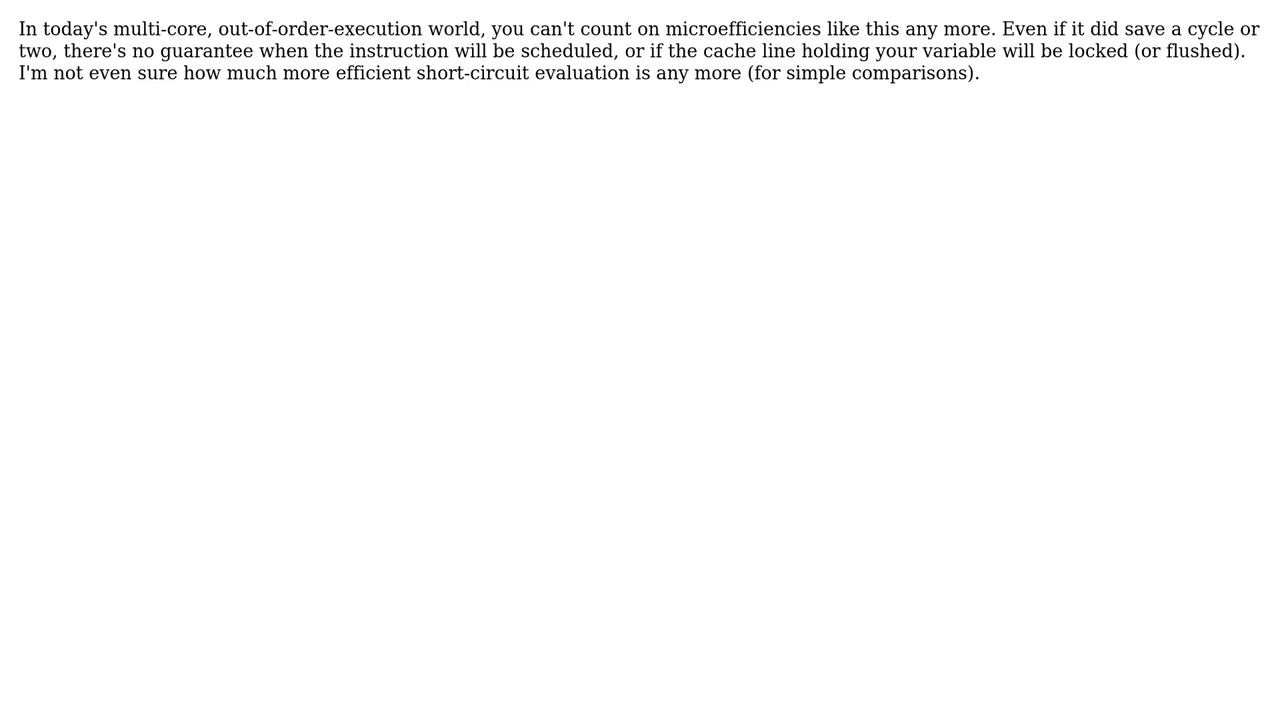 In today's multi-core, out-of-order-execution world, you can't count on microefficiencies like this any more. Even if it did save a cycle or
two, there's no guarantee when the instruction will be scheduled, or if the cache line holding your variable will be locked (or flushed).
I'm not even sure how much more efficient short-circuit evaluation is any more (for simple comparisons).